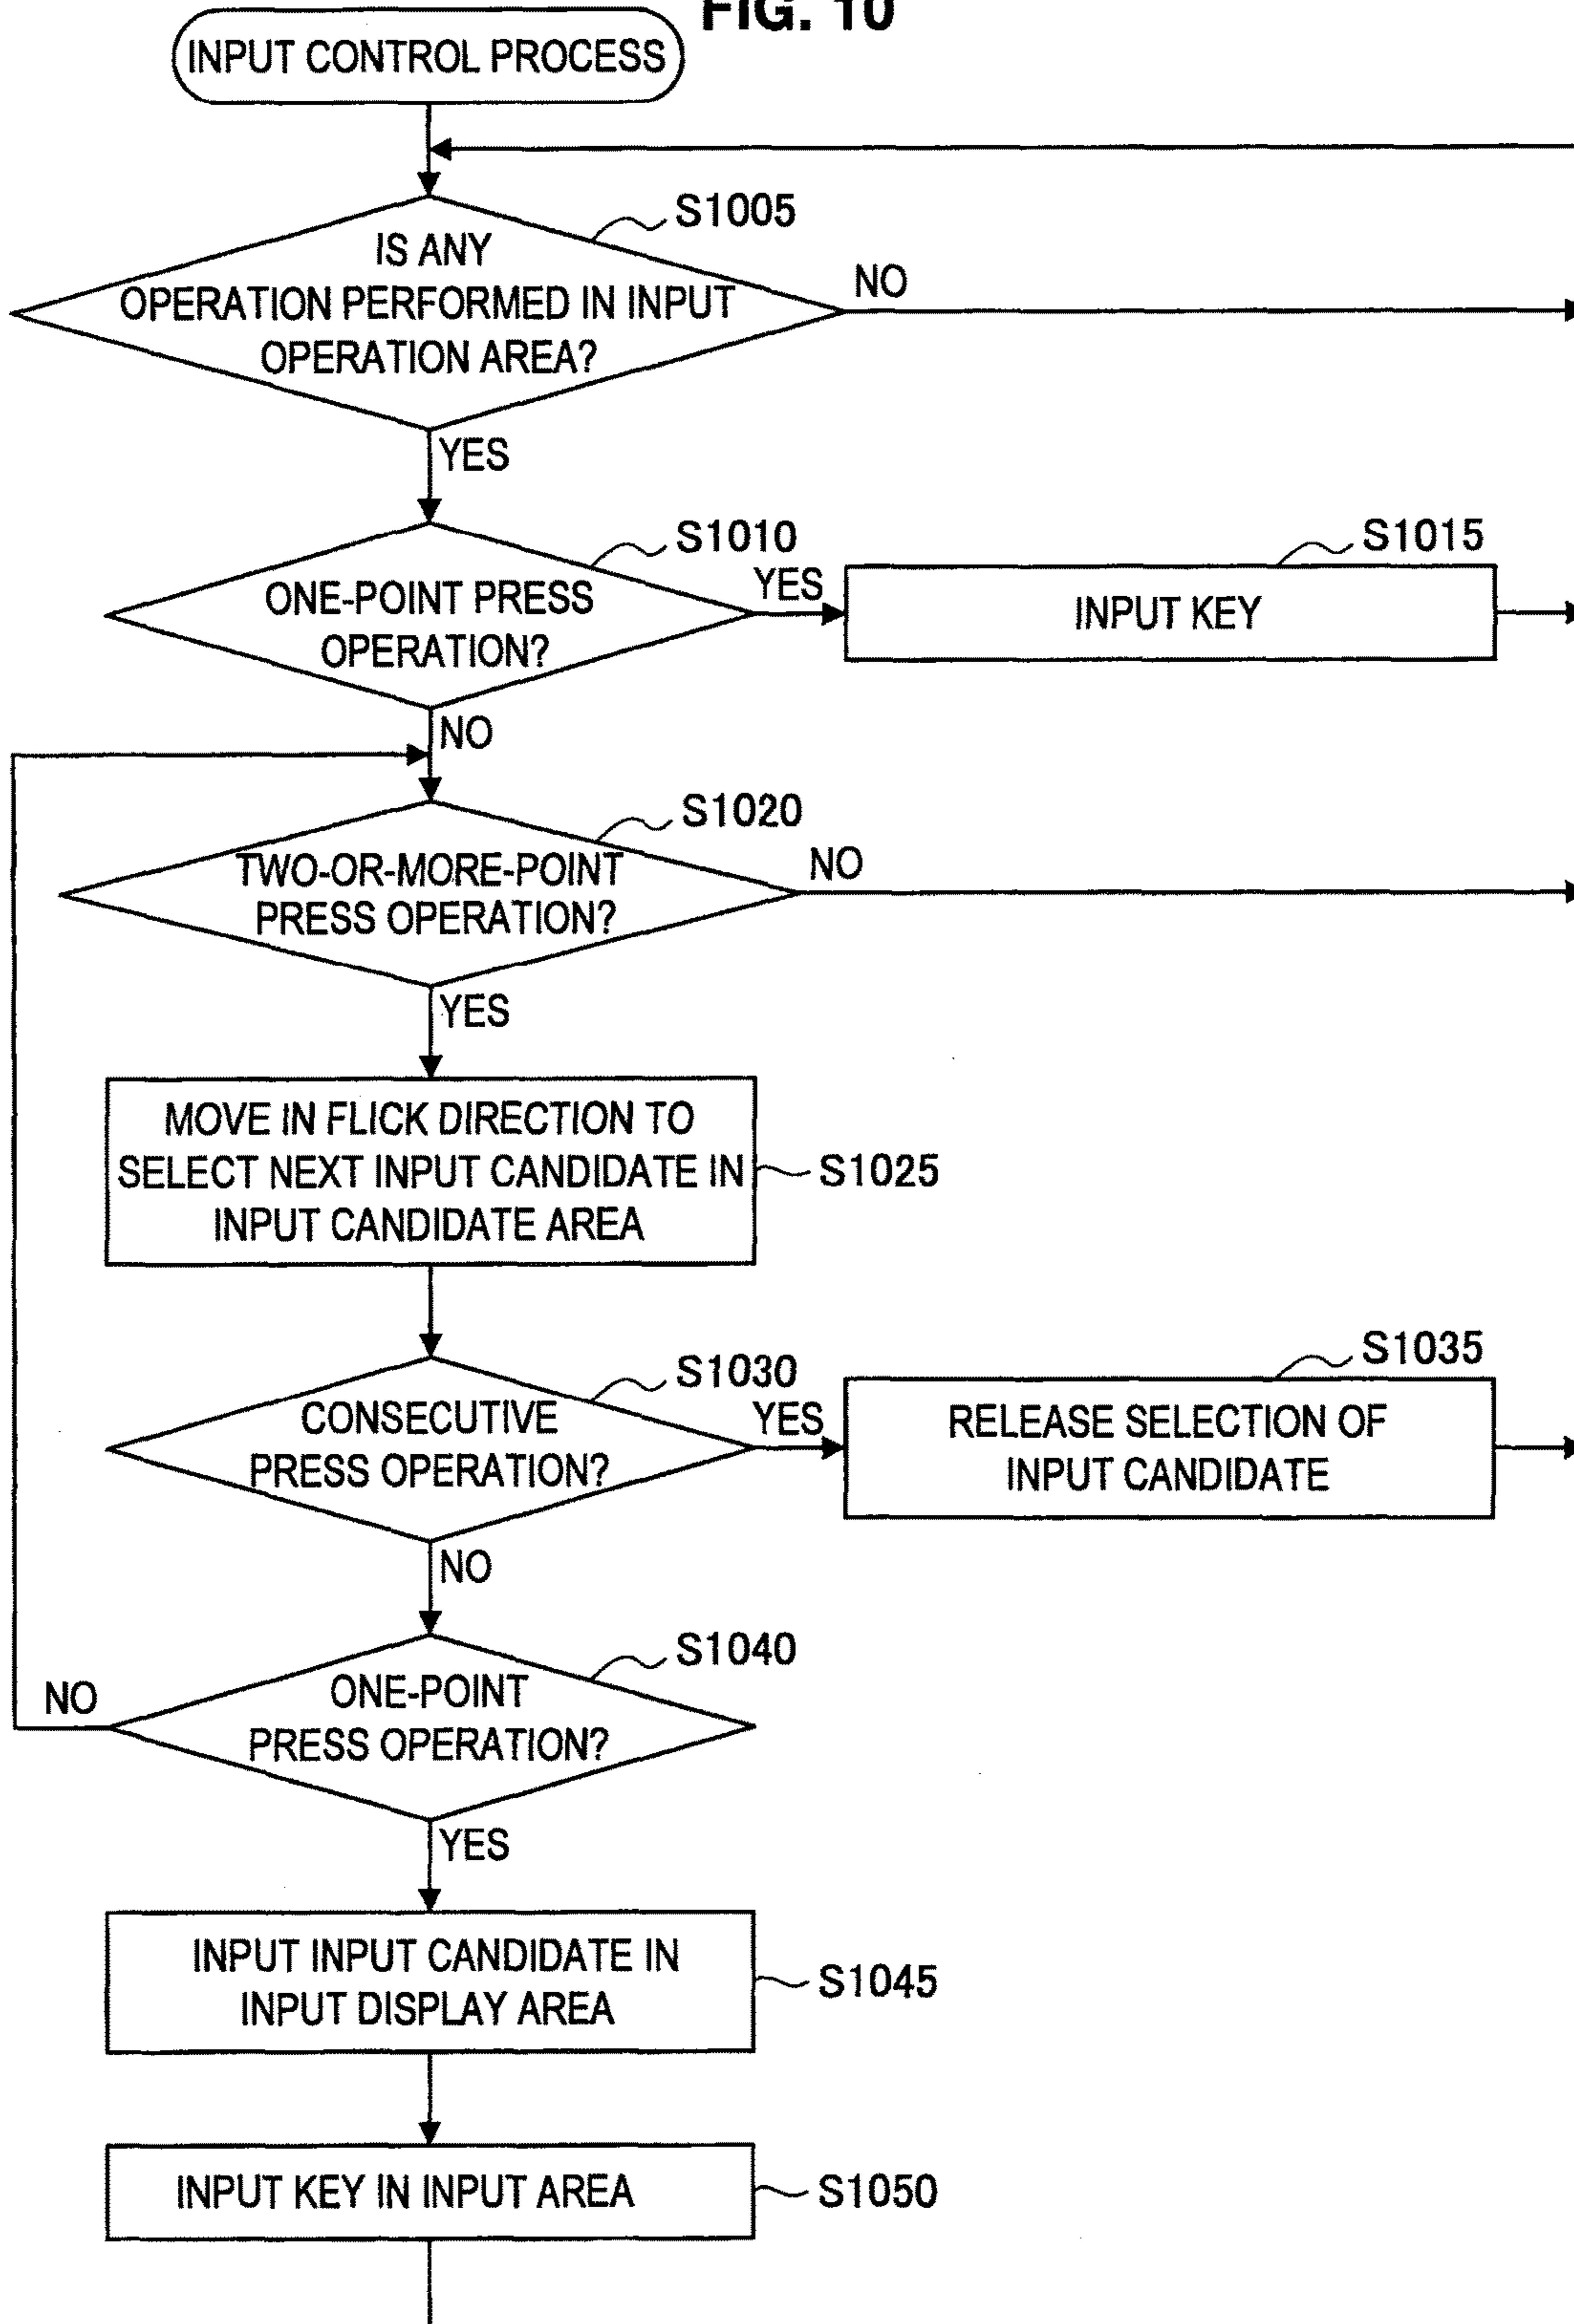 FIG. 10
INPUT CONTROL PROCESS
S1005
IS ANY
OPERATION PERFORMED IN INPUT
OPERATION AREA?
NO
YES
S1010
ONE-POINT PRESS
OPERATION?
YES
S1015
INPUT KEY
NO
S1020
TWO-OR-MORE-POINT
PRESS OPERATION?
NO
YES
MOVE IN FLICK DIRECTION TO
SELECT NEXT INPUT CANDIDATE IN
INPUT CANDIDATE AREA
S1025
S1030
CONSECUTIVE
PRESS OPERATION?
YES
S1035
RELEASE SELECTION OF
INPUT CANDIDATE
NO
S1040
ONE-POINT
PRESS OPERATION?
NO
YES
INPUT INPUT CANDIDATE IN
INPUT DISPLAY AREA
S1045
INPUT KEY IN INPUT AREA
S1050